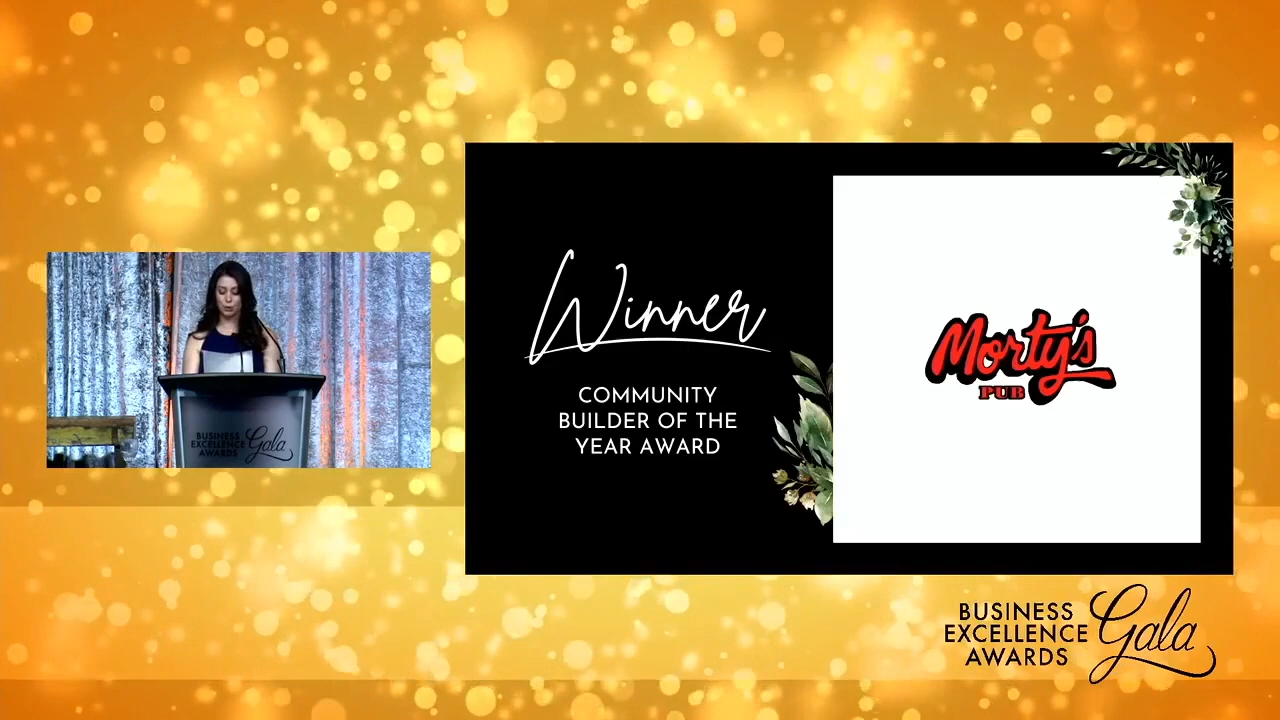 BUSINESS
EXCELLENCE
AWARDS
Gala
Winner
COMMUNITY
BUILDER OF THE
YEAR AWARD
Morty's
PUB
BUSINESS
EXCELLENCE
AWARDS
Gala